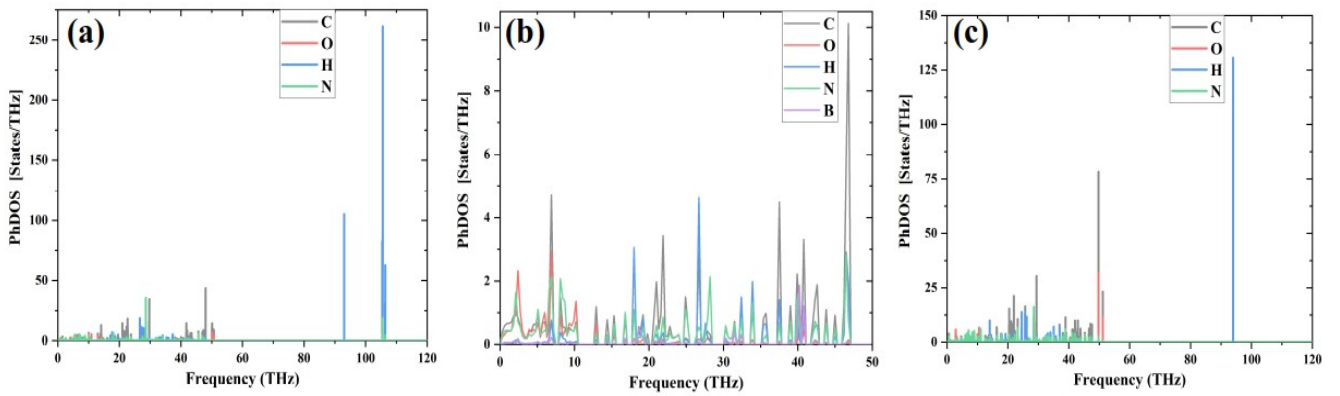 (a)
C
O
H
N
PhDOS [States/THz]
250
200
150
100
50
0
0 20 40 60 80 100 120
Frequency (THz)
(b)
C
O
H
N
B
PhDOS [States/THz]
10
8
6
4
2
0
0 10 20 30 40 50
Frequency (THz)
(c)
C
O
H
N
PhDOS [States/THz]
150
125
100
75
50
25
0
0 20 40 60 80 100 120
Frequency (THz)